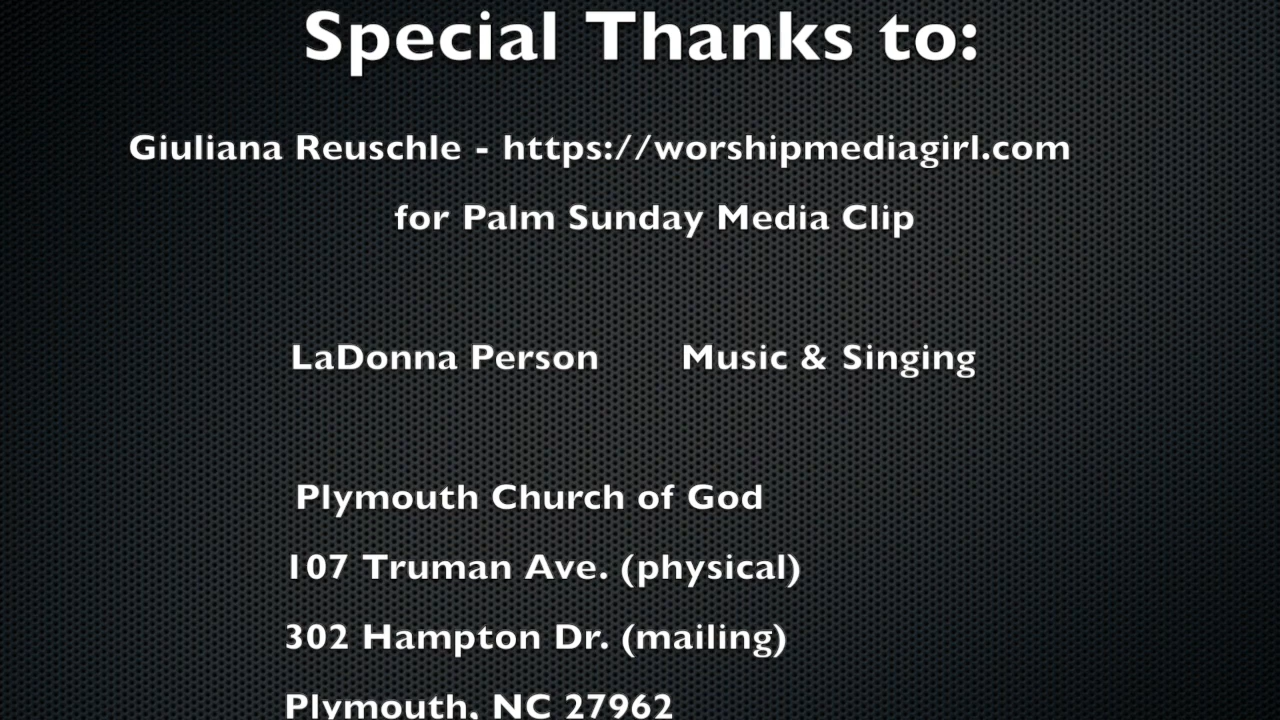 Special Thanks to:
Giuliana Reuschle - https://worshipmediagirl.com
for Palm Sunday Media Clip
LaDonna Person Music & Singing
Plymouth Church of God
107 Truman Ave. (physical)
302 Hampton Dr. (mailing)
Plymouth, NC 27962